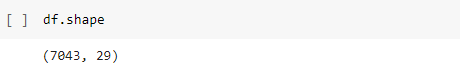 [ ] df.shape
(7043, 29)